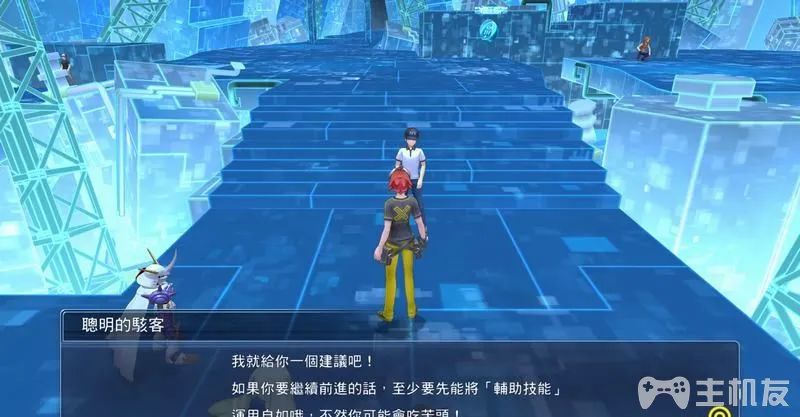 聰明的駭客
我就給你一個建議吧！
如果你要繼續前進的話，至少要先能將「輔助技能」
運用自如哦，不然你可能會吃苦頭！
主机友